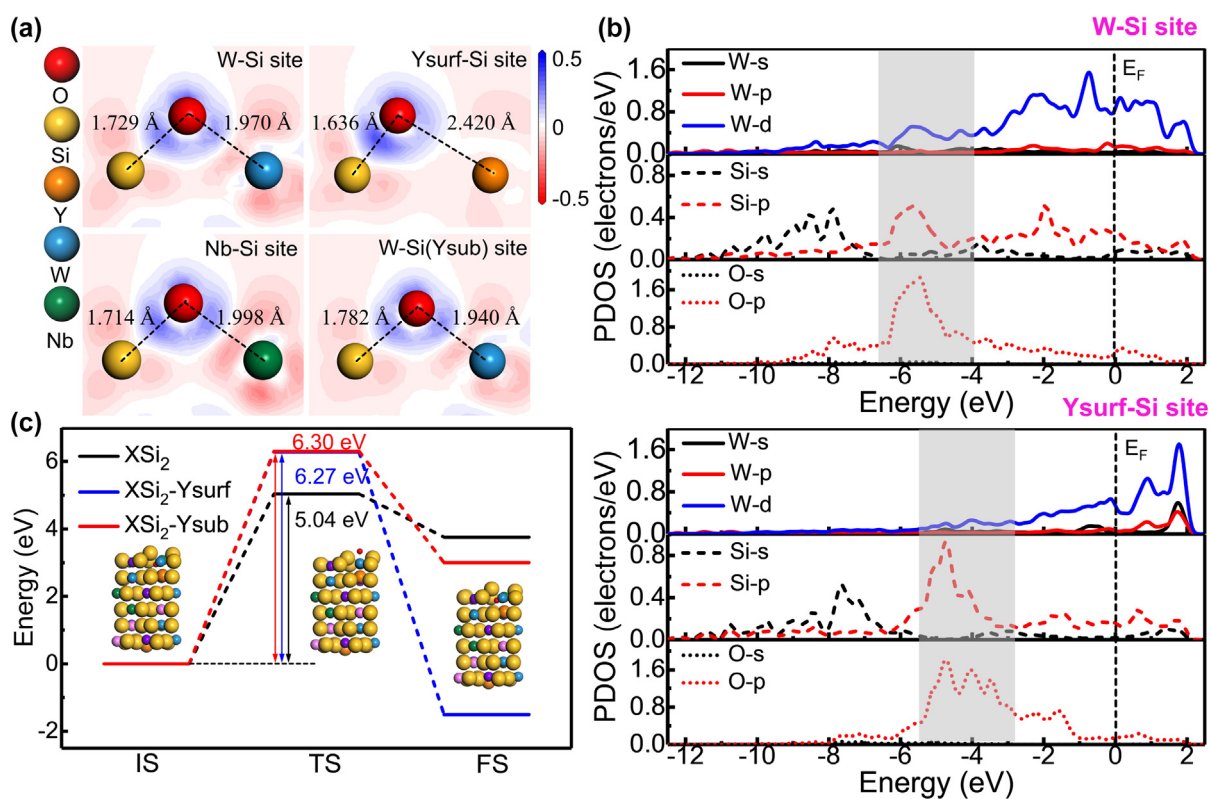 (a)
O
Si
Y
W
Nb
W-Si site
1.729 Å
1.970 Å
Ysurf-Si site
1.636 Å
2.420 Å
Nb-Si site
1.714 Å
1.998 Å
W-Si(Ysub) site
1.782 Å
1.940 Å
0.5
0
-0.5
(b)
W-Si site
PDOS (electrons/eV)
1.6
0.8
0.0
W-s
W-p
W-d
E_F
0.4
0.0
Si-s
Si-p
1.6
0.8
0.0
O-s
O-p
-12 -10 -8 -6 -4 -2 0 2
Energy (eV)
Ysurf-Si site
PDOS (electrons/eV)
1.6
0.8
0.0
W-s
W-p
W-d
E_F
0.8
0.4
0.0
Si-s
Si-p
1.6
0.8
0.0
O-s
O-p
-12 -10 -8 -6 -4 -2 0 2
Energy (eV)
(c)
Energy (eV)
6
4
2
0
-2
XSi₂
XSi₂-Ysurf
XSi₂-Ysub
6.30 eV
6.27 eV
5.04 eV
IS TS FS